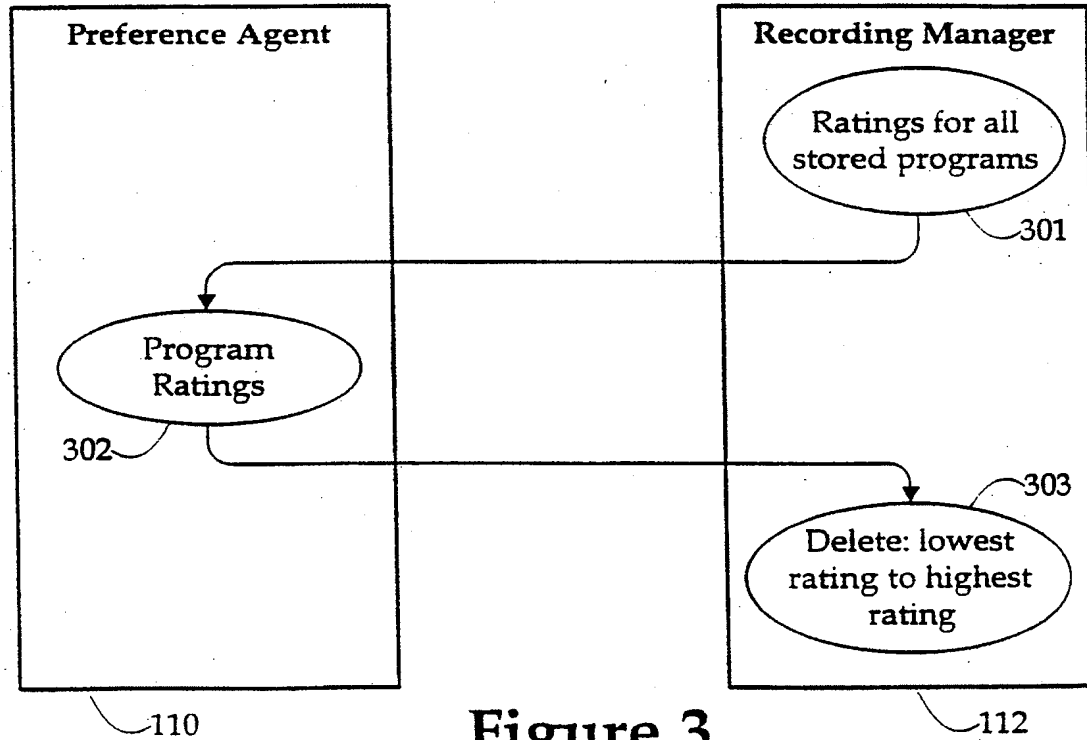 Preference Agent
Recording Manager
Ratings for all
stored programs
301
Program
Ratings
302
303
Delete: lowest
rating to highest
rating
110
112
Figure 3